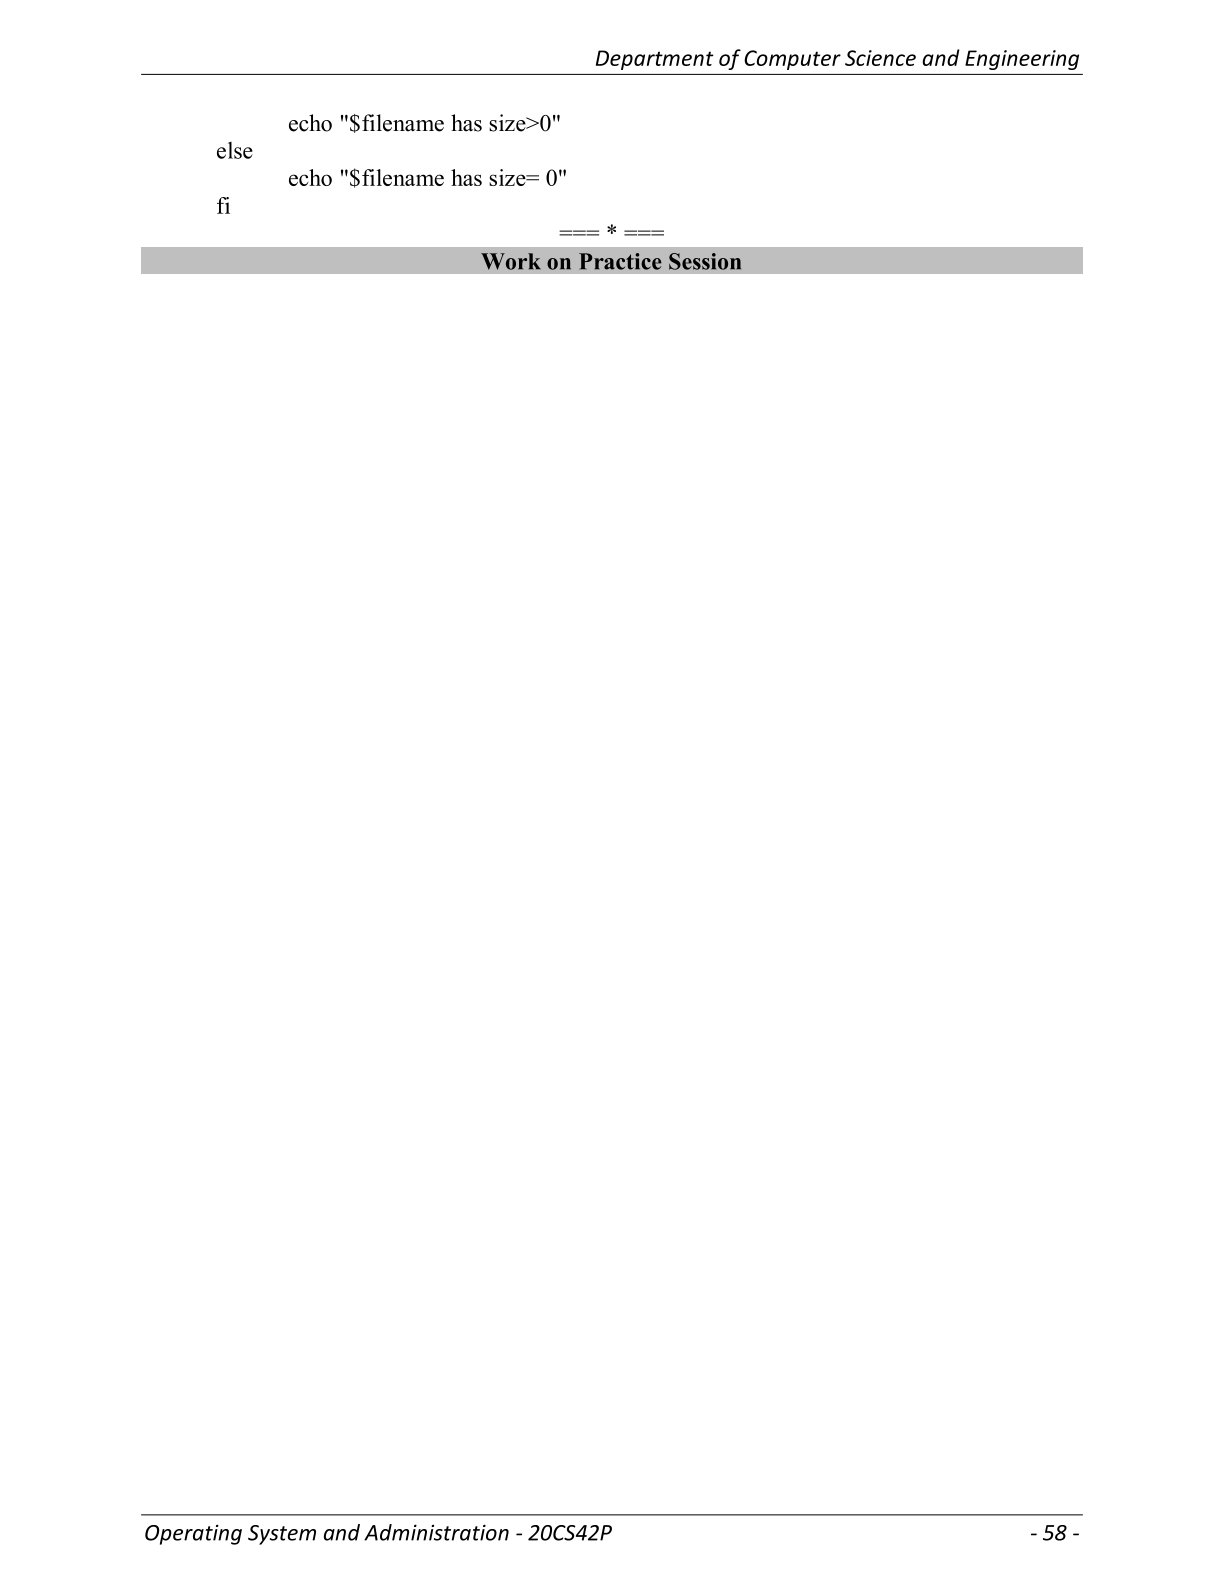 Department of Computer Science and Engineering
echo "$filename has size>0"
else
echo "$filename has size= 0"
fi
=== * ===
Work on Practice Session
Operating System and Administration - 20CS42P - 58 -